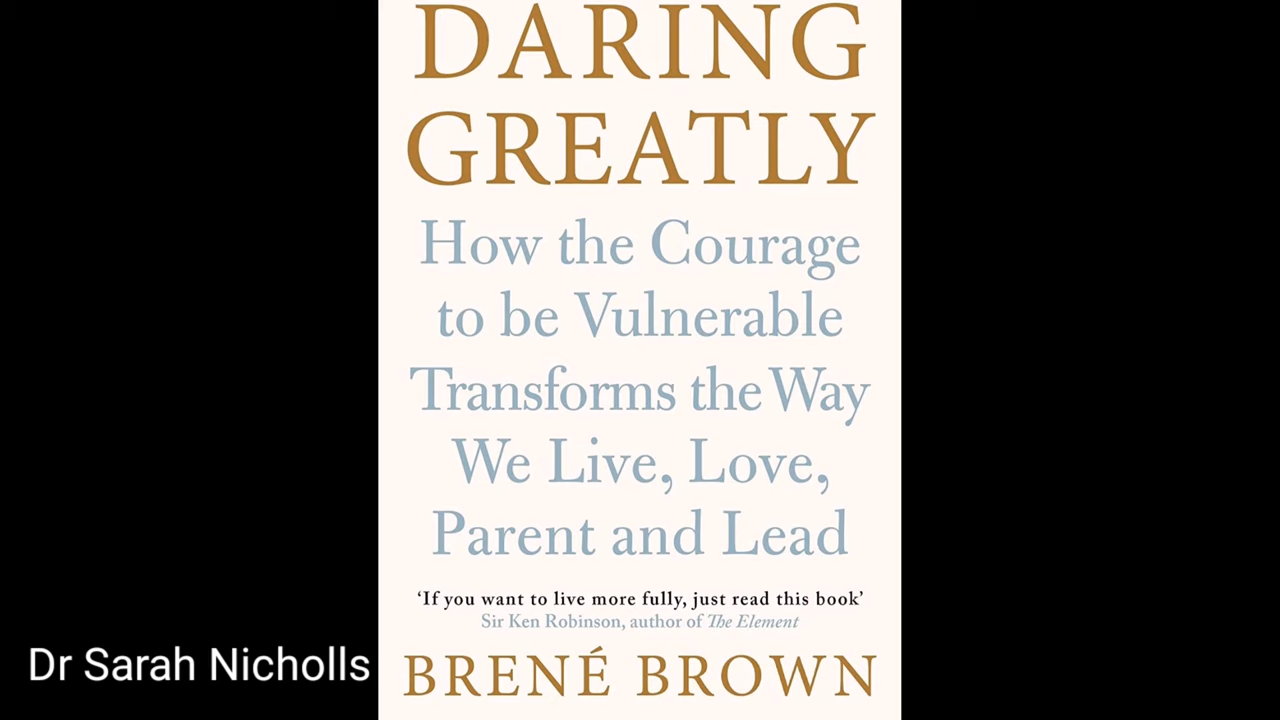 DARING
GREATLY
How the Courage
to be Vulnerable
Transforms the Way
We Live, Love,
Parent and Lead
‘If you want to live more fully, just read this book’
Sir Ken Robinson, author of The Element
BRENÉ BROWN
Dr Sarah Nicholls